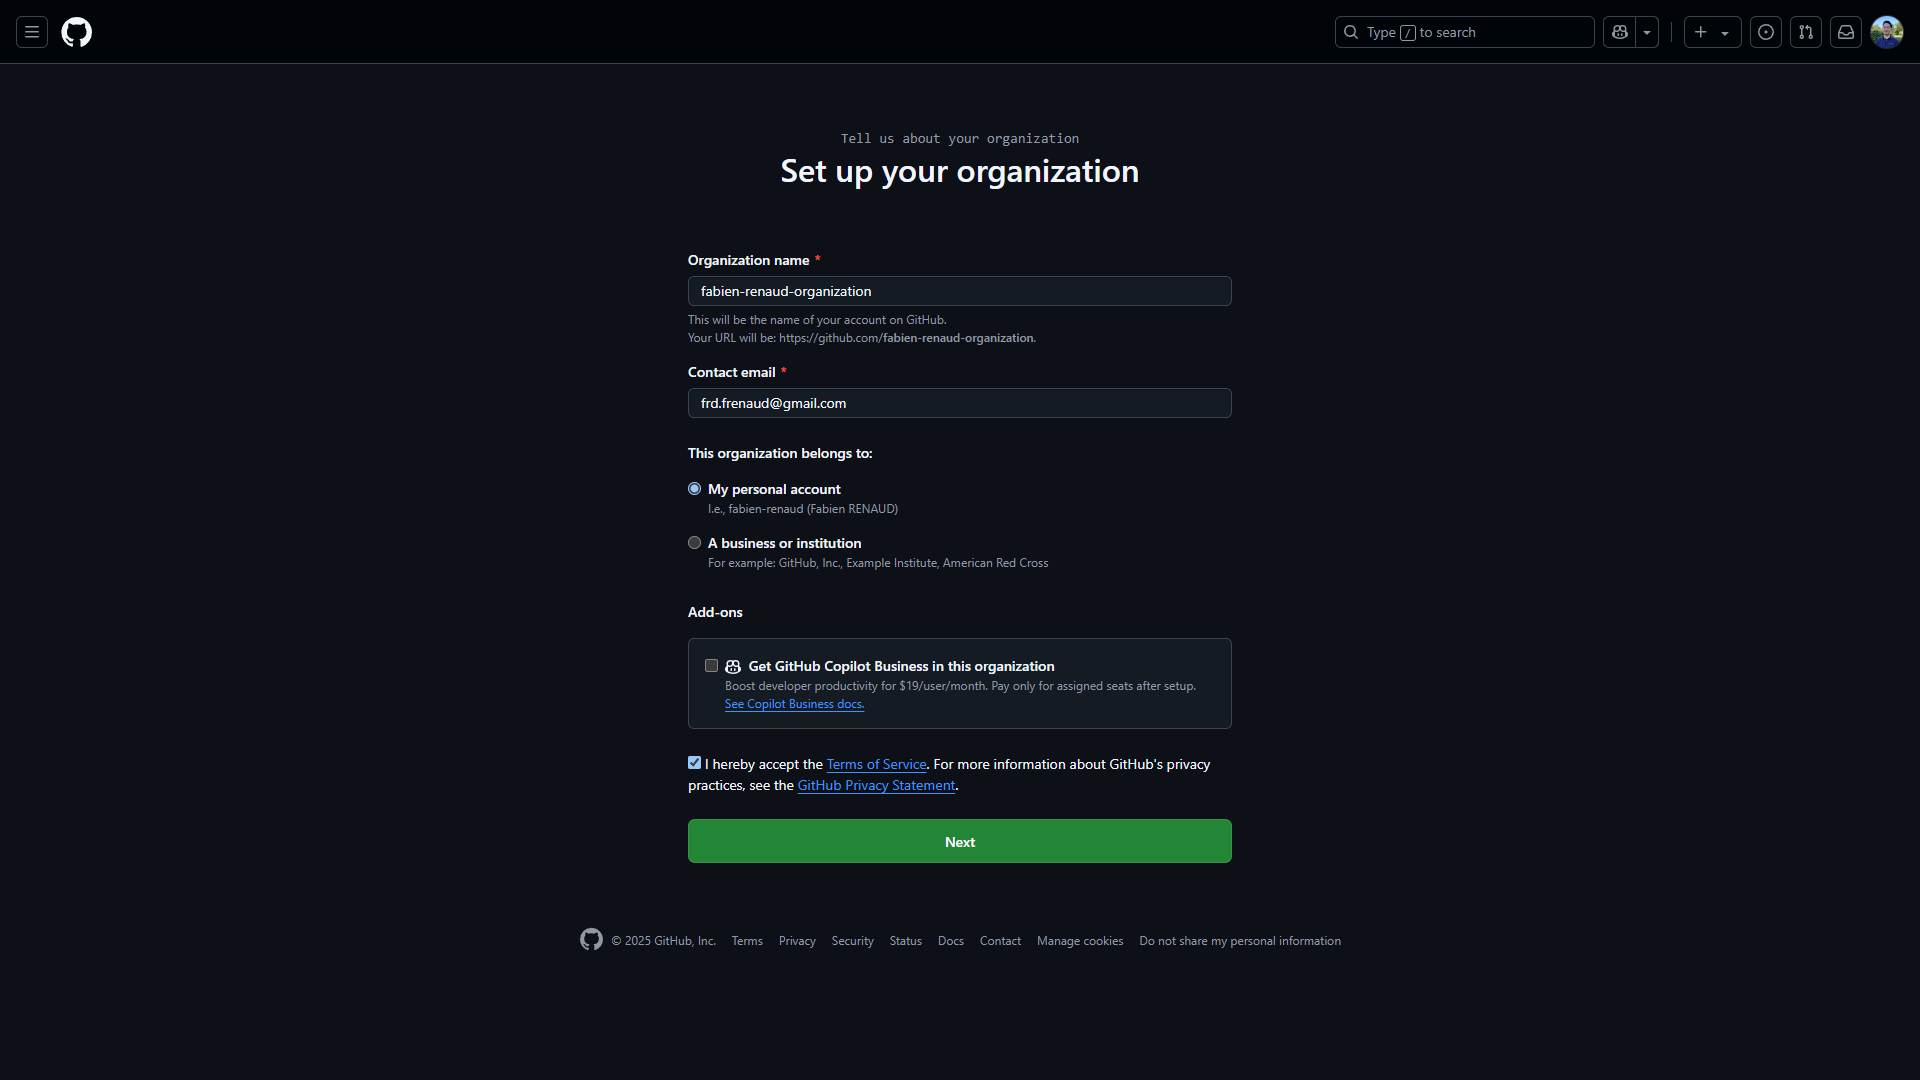 Type / to search
Tell us about your organization
Set up your organization
Organization name *
fabien-renaud-organization
This will be the name of your account on GitHub.
Your URL will be: https://github.com/fabien-renaud-organization.
Contact email *
frd.frenaud@gmail.com
This organization belongs to:
My personal account
I.e., fabien-renaud (Fabien RENAUD)
A business or institution
For example: GitHub, Inc., Example Institute, American Red Cross
Add-ons
Get GitHub Copilot Business in this organization
Boost developer productivity for $19/user/month. Pay only for assigned seats after setup.
See Copilot Business docs.
I hereby accept the Terms of Service. For more information about GitHub's privacy
practices, see the GitHub Privacy Statement.
Next
© 2025 GitHub, Inc. Terms Privacy Security Status Docs Contact Manage cookies Do not share my personal information